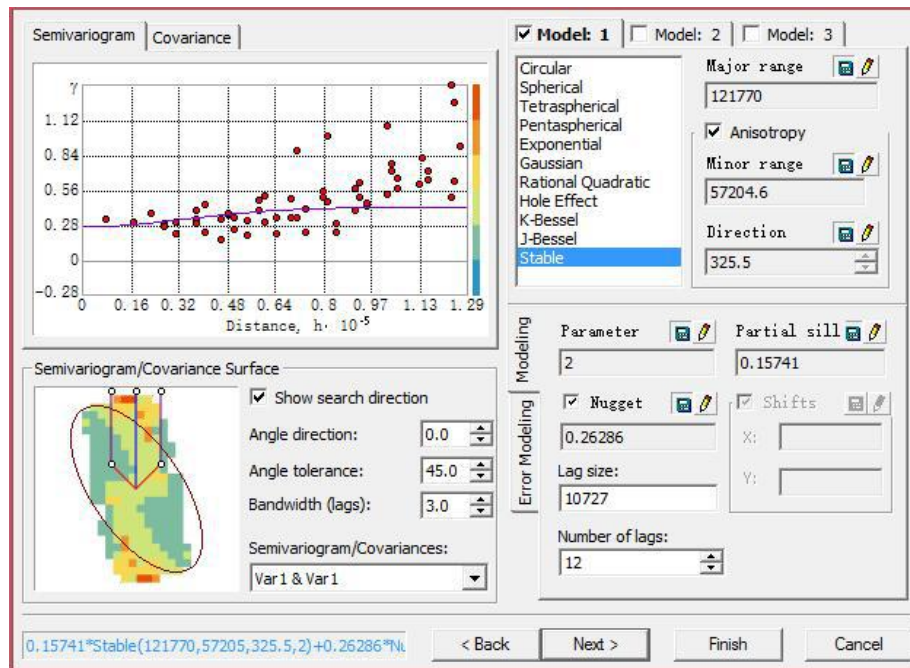 Semivariogram Covariance
γ
1.12
0.84
0.56
0.28
0
-0.28
0 0.16 0.32 0.48 0.64 0.8 0.97 1.13 1.29
Distance, h· 10⁻⁵
Model: 1 Model: 2 Model: 3
Circular
Spherical
Tetraspherical
Pentaspherical
Exponential
Gaussian
Rational Quadratic
Hole Effect
K-Bessel
J-Bessel
Stable
Major range
121770
Anisotropy
Minor range
57204.6
Direction
325.5
Semivariogram/Covariance Surface
Show search direction
Angle direction: 0.0
Angle tolerance: 45.0
Bandwidth (lags): 3.0
Semivariogram/Covariances:
Var1 & Var1
Modeling
Error Modeling
Parameter
2
Partial sill
0.15741
Nugget
0.26286
Shifts
X:
Y:
Lag size:
10727
Number of lags:
12
0.15741*Stable(121770,57205,325.5,2)+0.26286*Nu
< Back Next > Finish Cancel